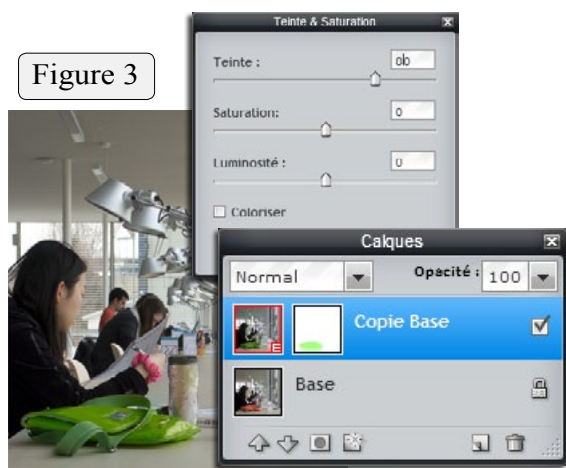 Teinte & Saturation
Figure 3
Teinte :
Saturation:
0
Luminosité :
0
Coloriser
Calques
Normal
Opacité : 100
Copie Base
E
Base